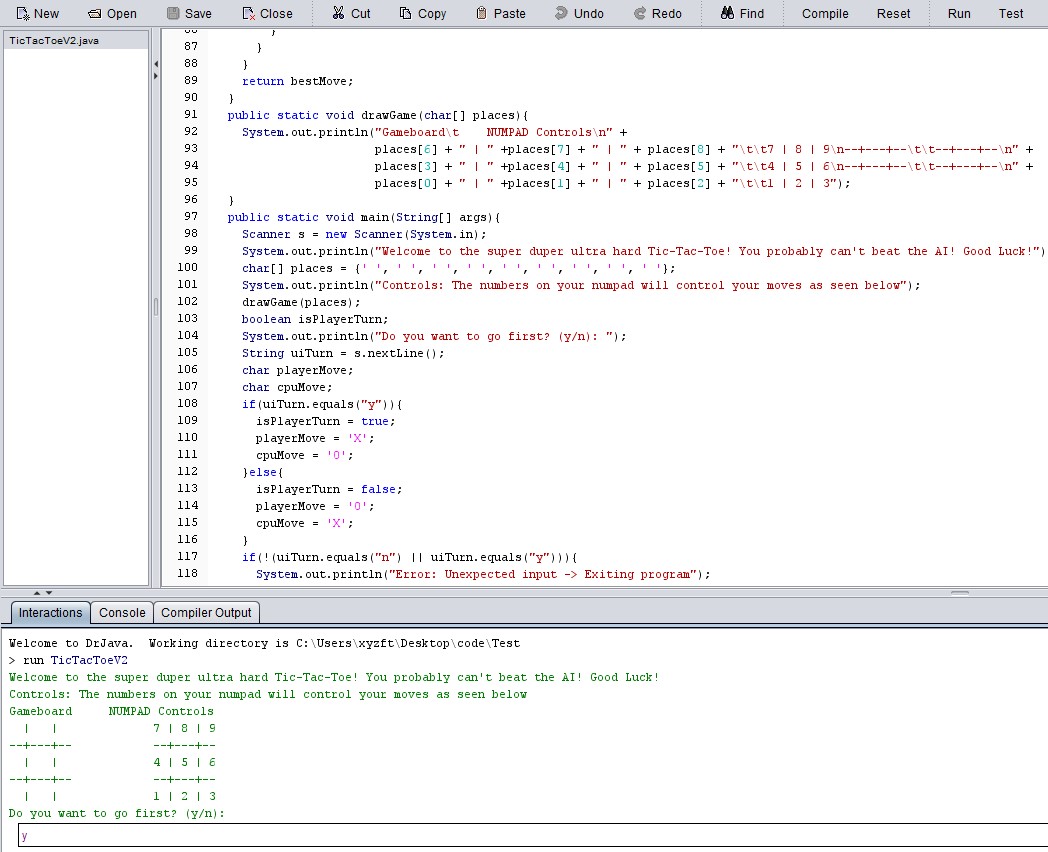 New Open Save Close Cut Copy Paste Undo Redo Find Compile Reset Run Test
TicTacToeV2.java
86 }
87 }
88 }
89 return bestMove;
90 }
91 public static void drawGame(char[] places){
92 System.out.println("Gameboard\t    NUMPAD Controls\n" +
93 places[6] + " | " +places[7] + " | " + places[8] + "\t\t7 | 8 | 9\n--+---+--\t\t--+---+--\n" +
94 places[3] + " | " +places[4] + " | " + places[5] + "\t\t4 | 5 | 6\n--+---+--\t\t--+---+--\n" +
95 places[0] + " | " +places[1] + " | " + places[2] + "\t\t1 | 2 | 3");
96 }
97 public static void main(String[] args){
98 Scanner s = new Scanner(System.in);
99 System.out.println("Welcome to the super duper ultra hard Tic-Tac-Toe! You probably can't beat the AI! Good Luck!")
100 char[] places = {' ', ' ', ' ', ' ', ' ', ' ', ' ', ' ', ' '};
101 System.out.println("Controls: The numbers on your numpad will control your moves as seen below");
102 drawGame(places);
103 boolean isPlayerTurn;
104 System.out.println("Do you want to go first? (y/n): ");
105 String uiTurn = s.nextLine();
106 char playerMove;
107 char cpuMove;
108 if(uiTurn.equals("y")){
109 isPlayerTurn = true;
110 playerMove = 'X';
111 cpuMove = 'O';
112 }else{
113 isPlayerTurn = false;
114 playerMove = 'O';
115 cpuMove = 'X';
116 }
117 if(!(uiTurn.equals("n") || uiTurn.equals("y"))){
118 System.out.println("Error: Unexpected input -> Exiting program");
Interactions Console Compiler Output
Welcome to DrJava.  Working directory is C:\Users\xyzft\Desktop\code\Test
> run TicTacToeV2
Welcome to the super duper ultra hard Tic-Tac-Toe! You probably can't beat the AI! Good Luck!
Controls: The numbers on your numpad will control your moves as seen below
Gameboard     NUMPAD Controls
  |   |              7 | 8 | 9
--+---+--            --+---+--
  |   |              4 | 5 | 6
--+---+--            --+---+--
  |   |              1 | 2 | 3
Do you want to go first? (y/n):
y